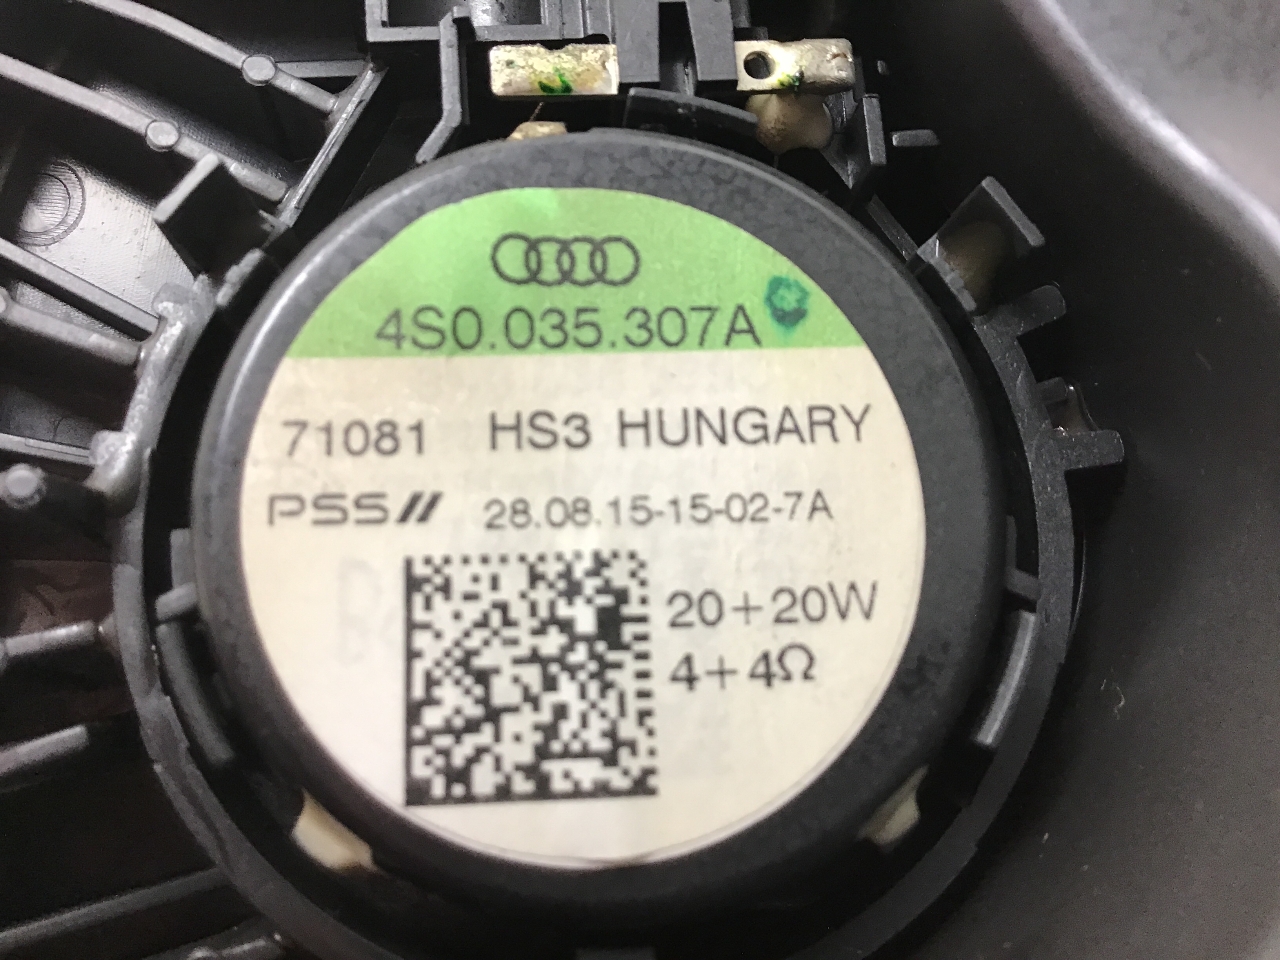 4S0.035.307A
71081 HS3 HUNGARY
PSS// 28.08.15-15-02-7A
20+20W
4+4Ω